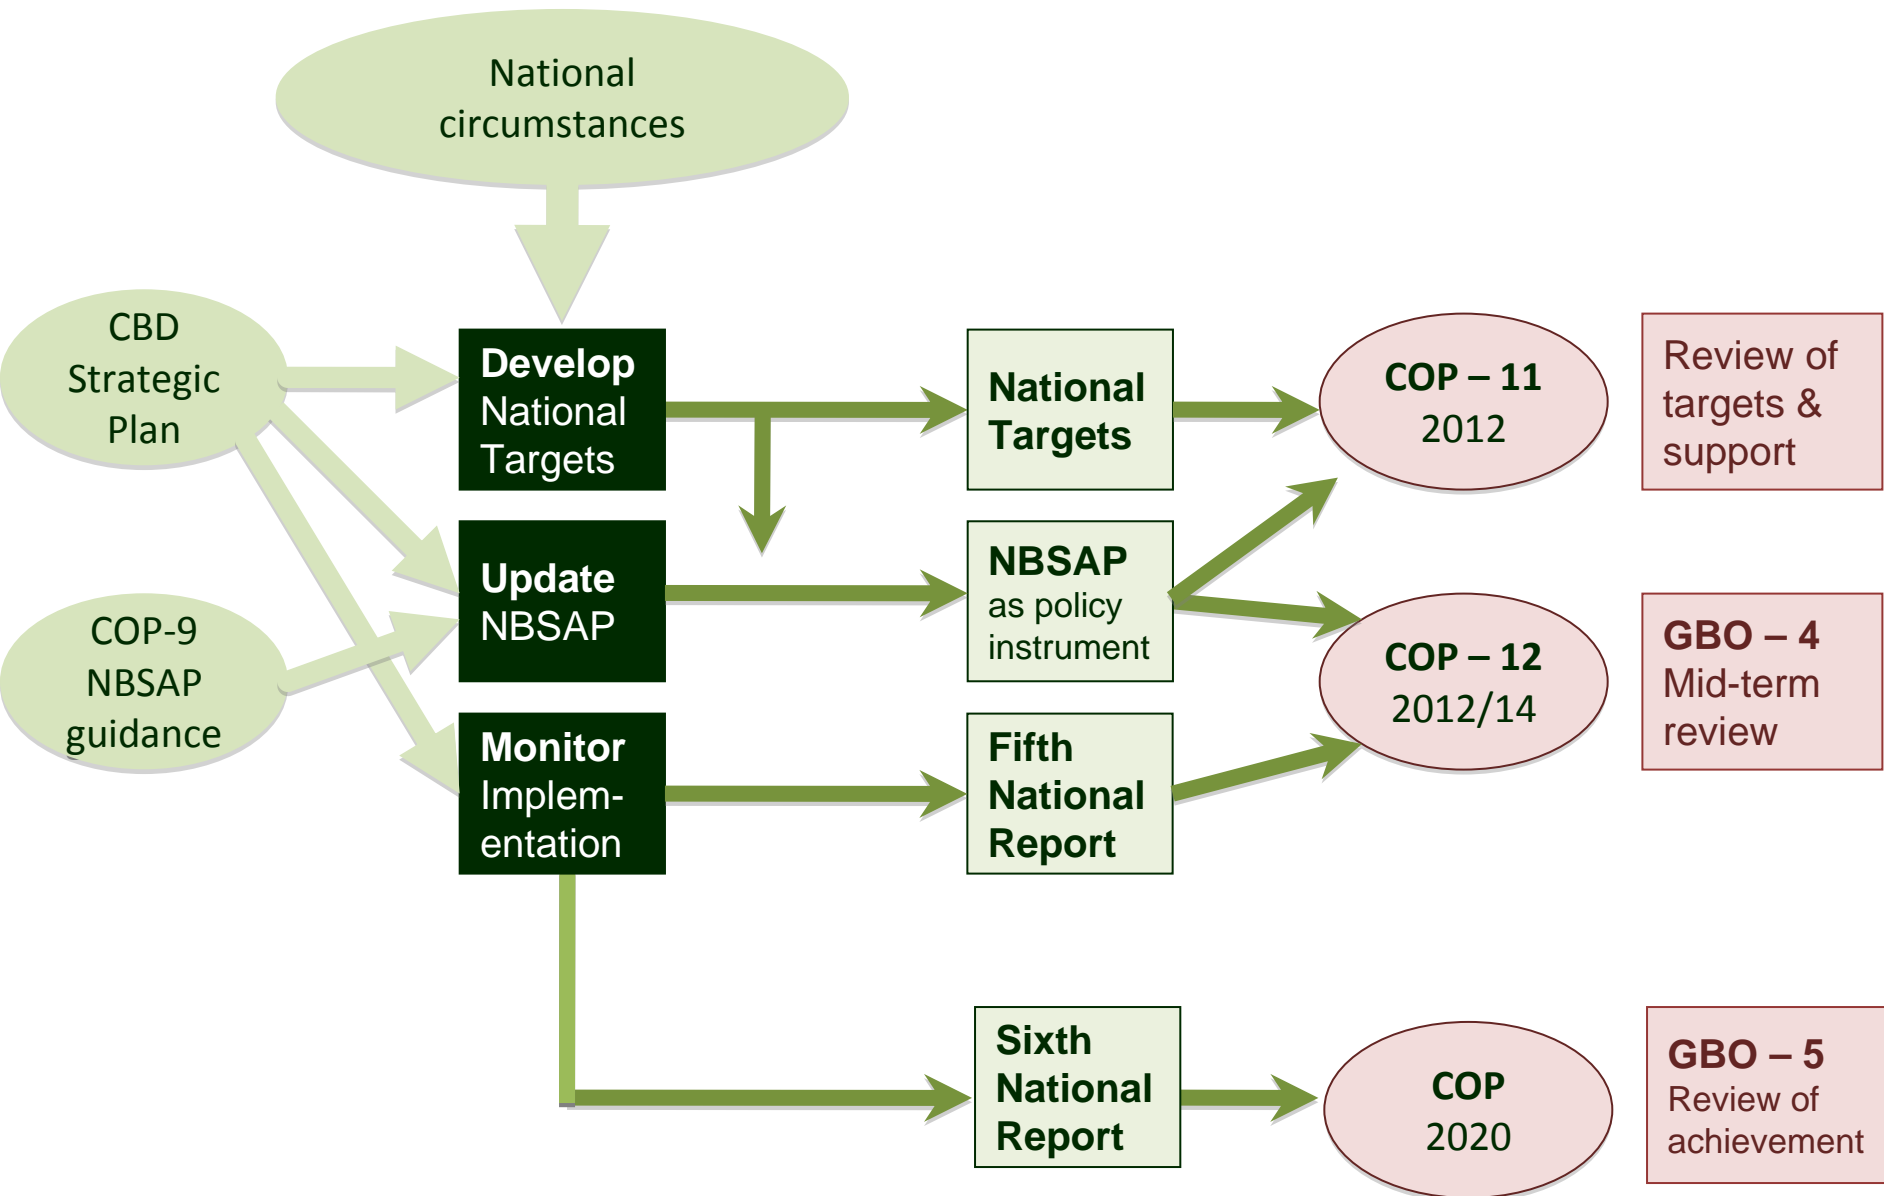 National
circumstances
CBD
Strategic
Plan
COP-9
NBSAP
guidance
Develop
National
Targets
Update
NBSAP
Monitor
Implem-
entation
National
Targets
NBSAP
as policy
instrument
Fifth
National
Report
Sixth
National
Report
COP – 11
2012
COP – 12
2012/14
COP
2020
Review of
targets &
support
GBO – 4
Mid-term
review
GBO – 5
Review of
achievement